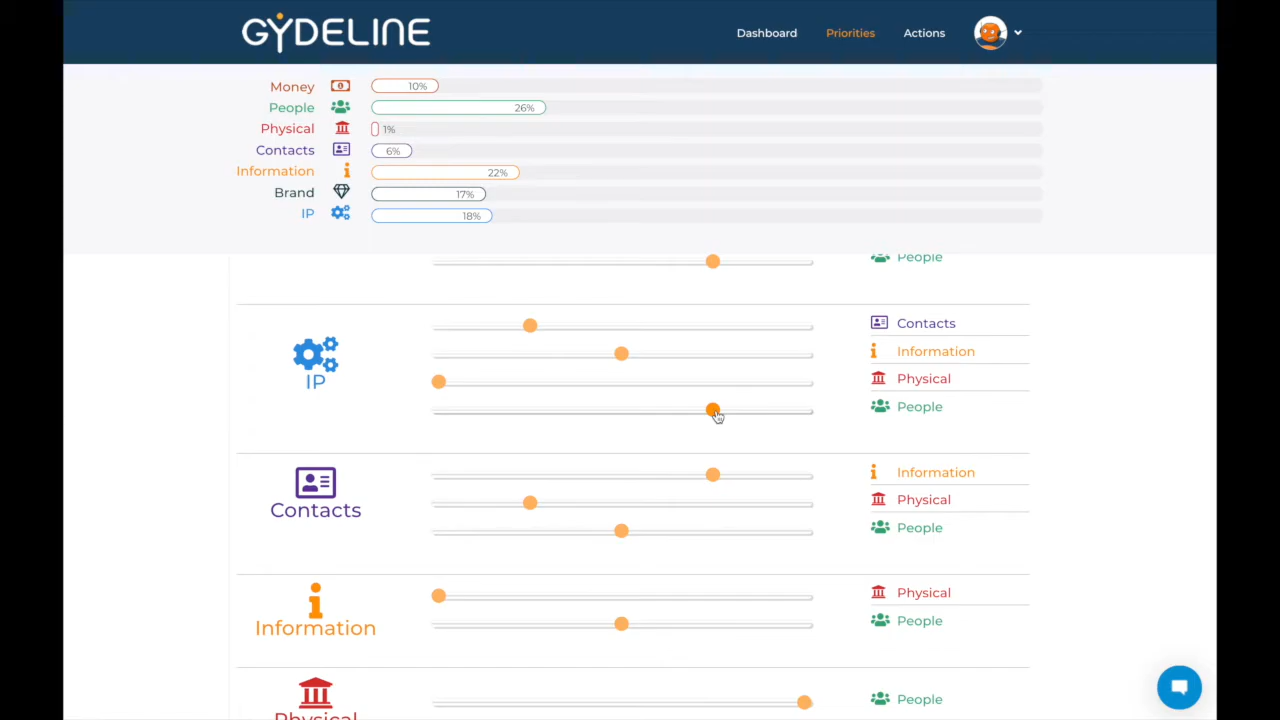 GYDELINE
Dashboard Priorities Actions
Money 10%
People 26%
Physical 1%
Contacts 6%
Information 22%
Brand 17%
IP 18%
People
IP
Contacts
Information
Physical
People
Contacts
Information
Physical
People
Information
Physical
People
Physical
People